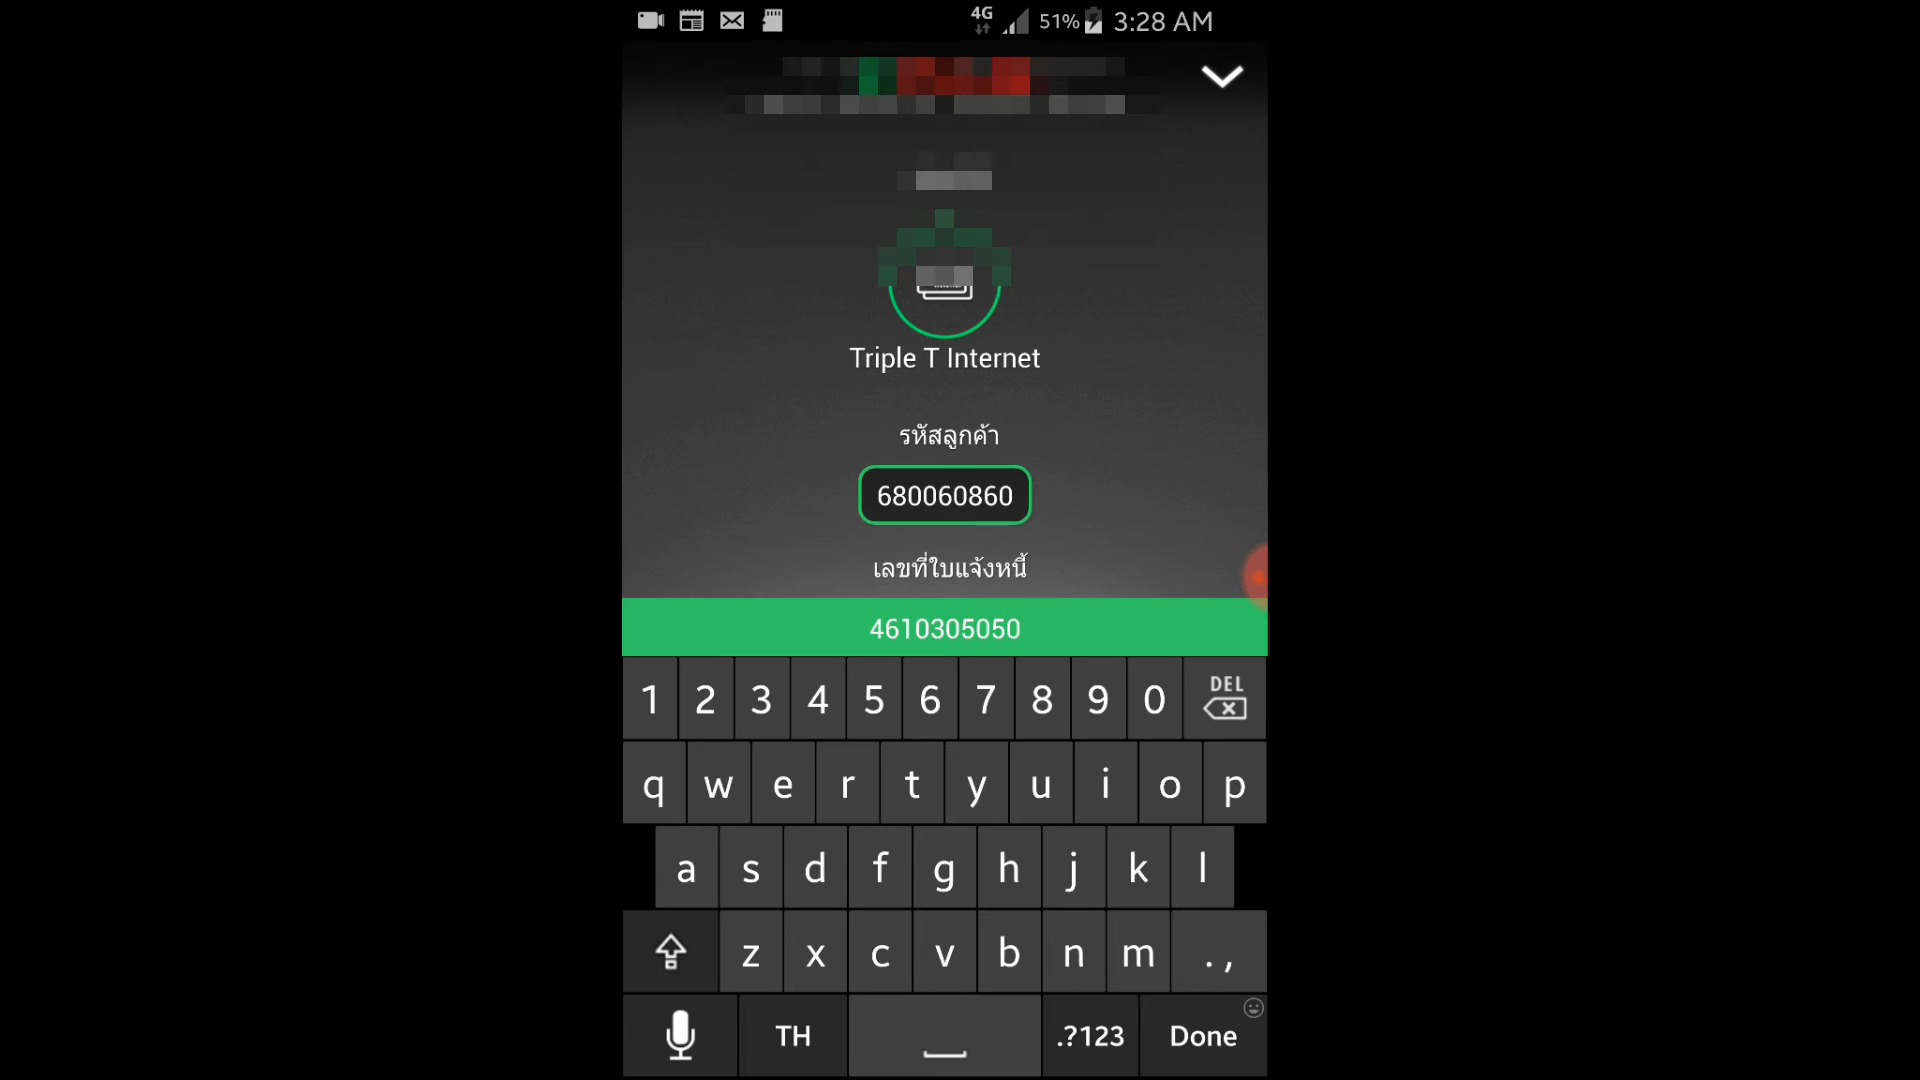 4G 51% 3:28 AM
Triple T Internet
รหัสลูกค้า
680060860
เลขที่ใบแจ้งหนี้
4610305050
1 2 3 4 5 6 7 8 9 0 DEL
q w e r t y u i o p
a s d f g h j k l
z x c v b n m . ,
TH .?123 Done